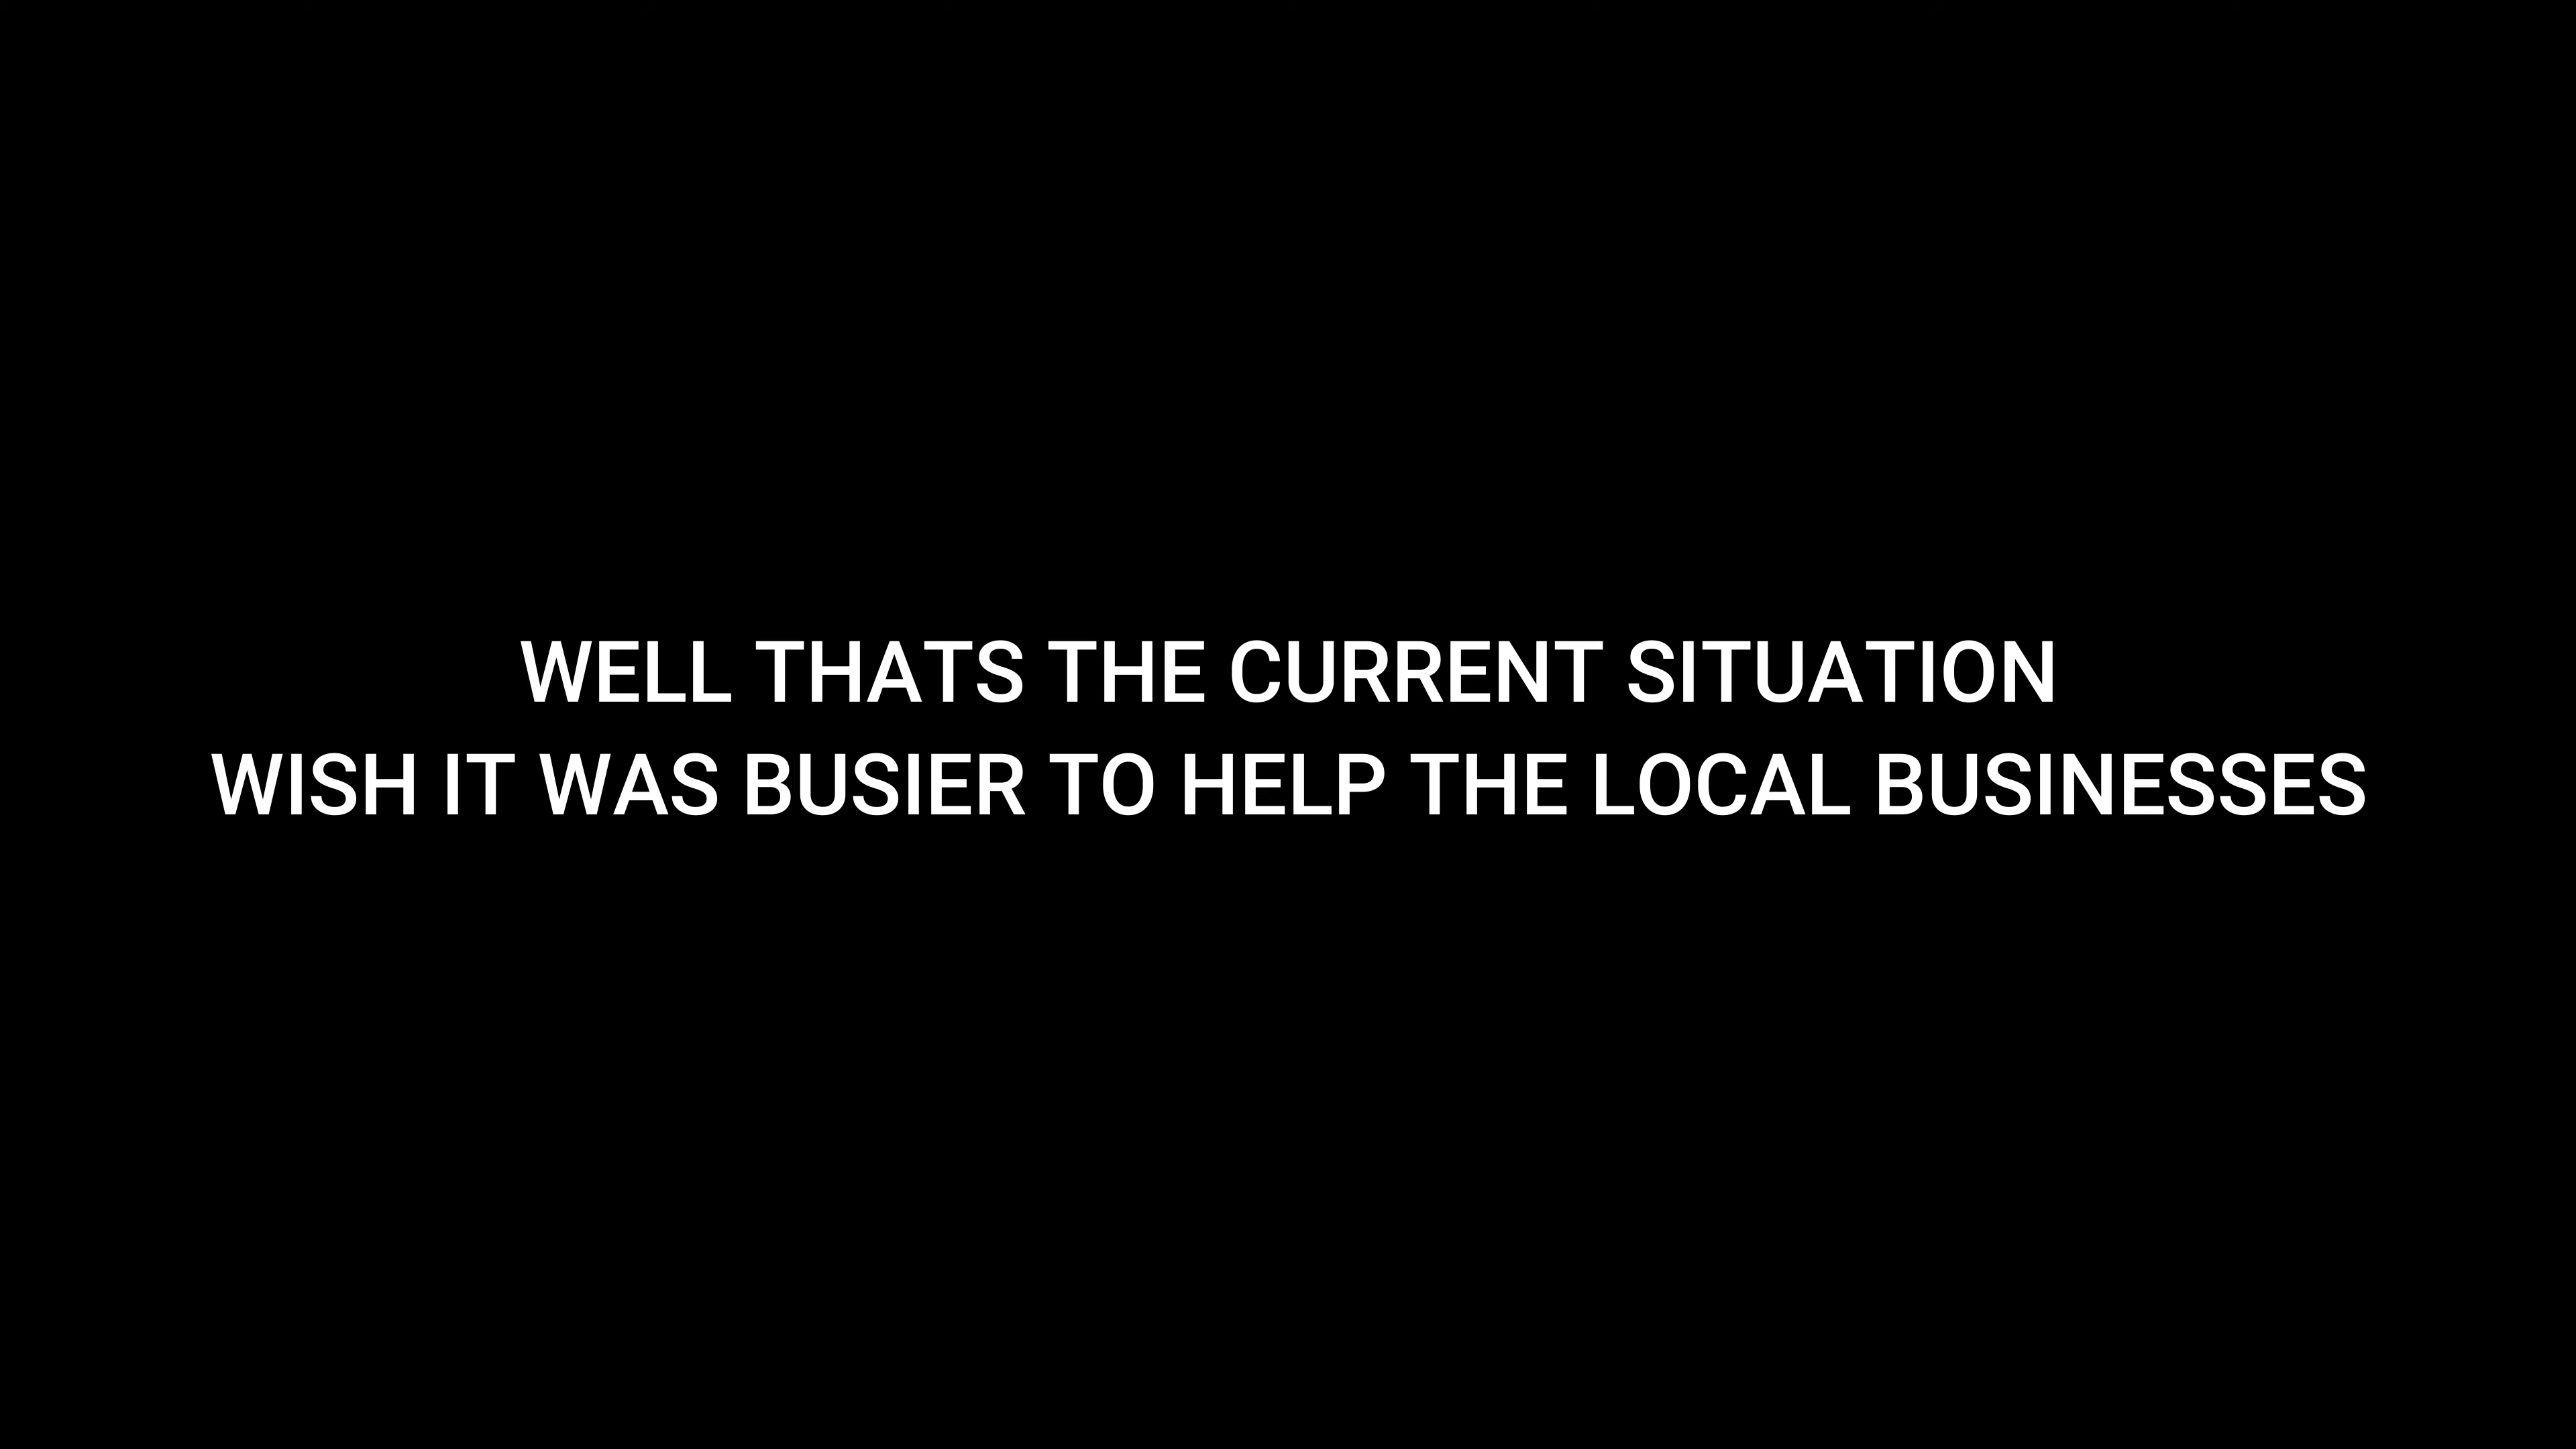 WELL THATS THE CURRENT SITUATION
WISH IT WAS BUSIER TO HELP THE LOCAL BUSINESSES